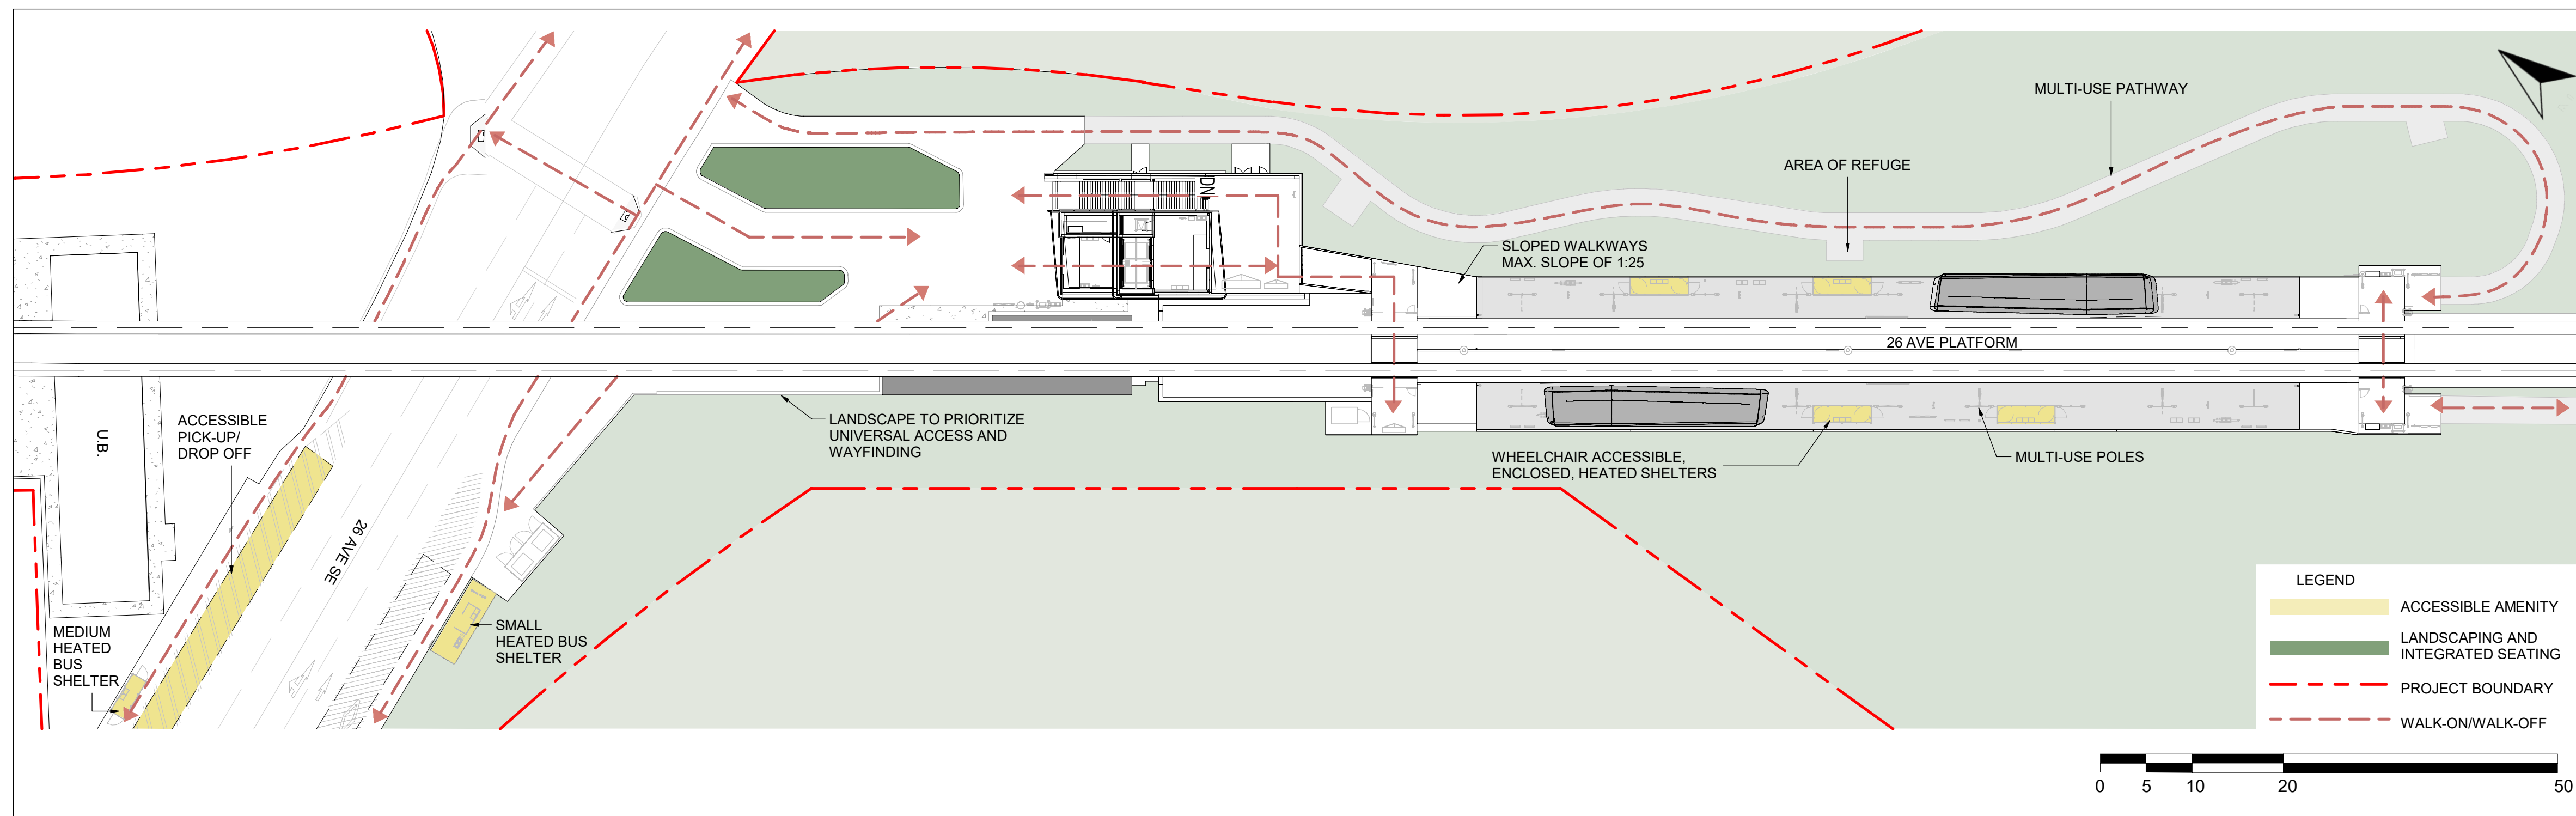 MULTI-USE PATHWAY
AREA OF REFUGE
DN
SLOPED WALKWAYS
MAX. SLOPE OF 1:25
26 AVE PLATFORM
ACCESSIBLE
PICK-UP/
DROP OFF
U.B.
LANDSCAPE TO PRIORITIZE
UNIVERSAL ACCESS AND
WAYFINDING
WHEELCHAIR ACCESSIBLE,
ENCLOSED, HEATED SHELTERS
MULTI-USE POLES
26 AVE SE
MEDIUM
HEATED
BUS
SHELTER
SMALL
HEATED BUS
SHELTER
LEGEND
ACCESSIBLE AMENITY
LANDSCAPING AND
INTEGRATED SEATING
PROJECT BOUNDARY
WALK-ON/WALK-OFF
0 5 10 20 50